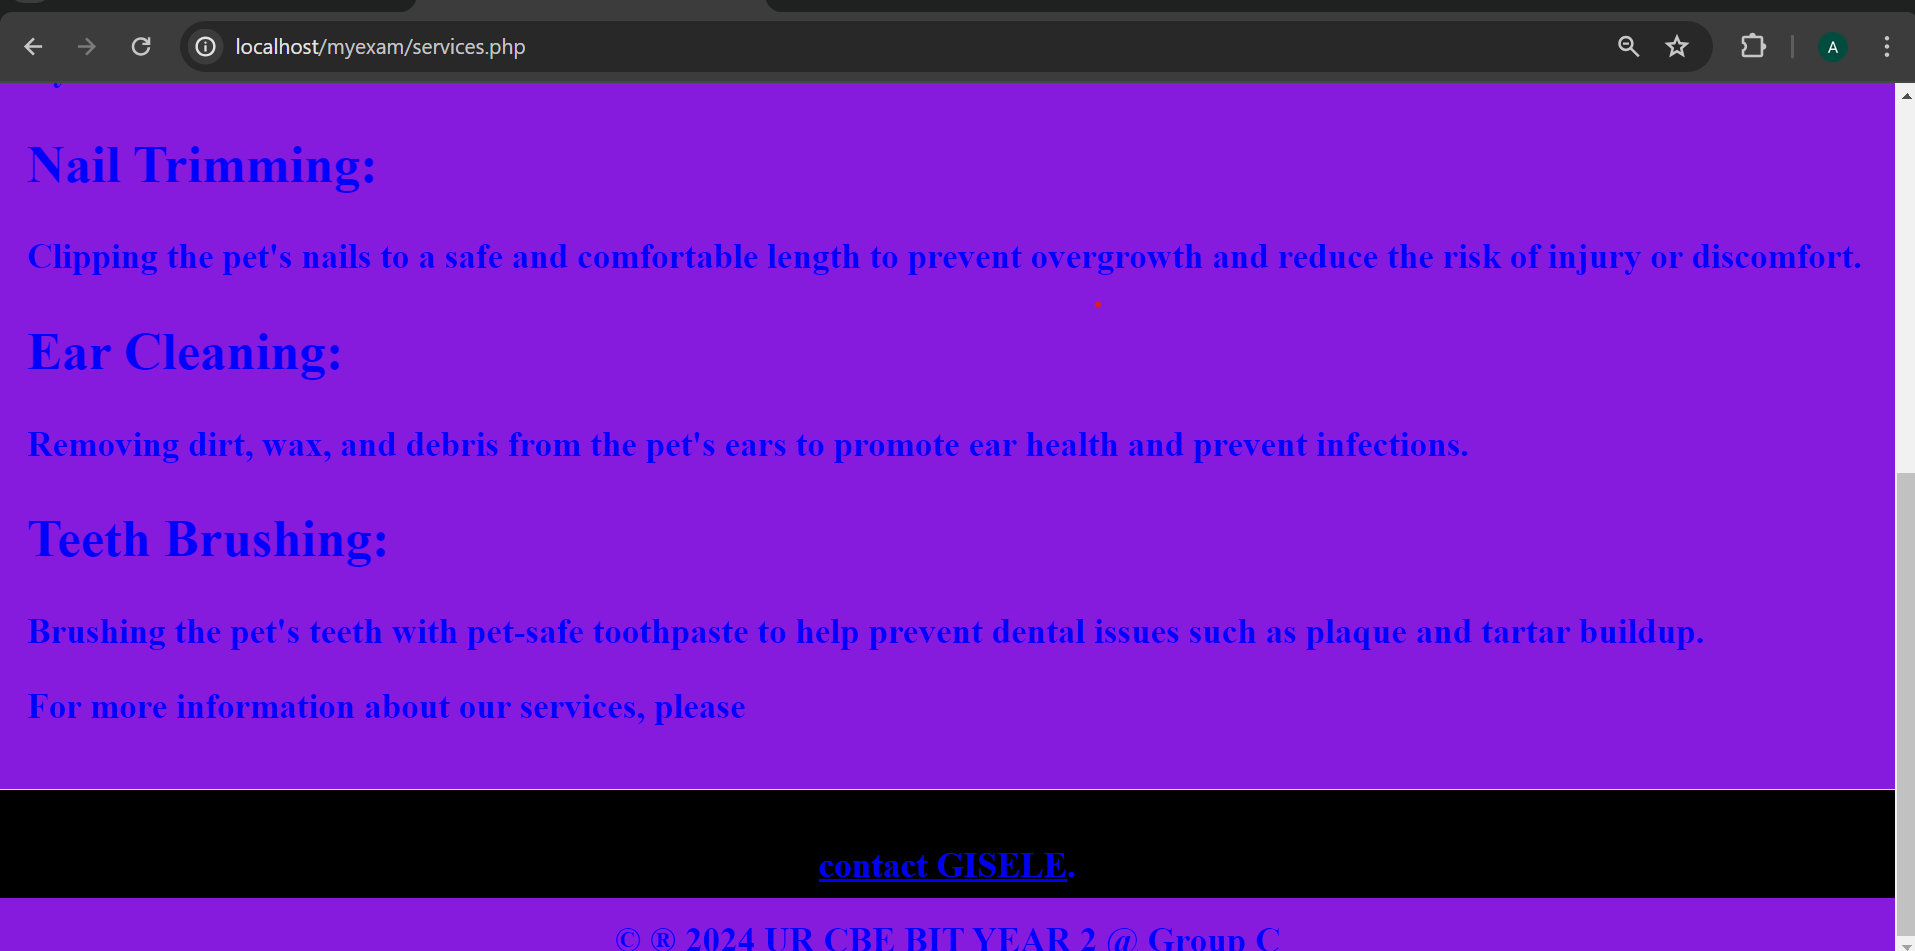 localhost/myexam/services.php
A
Nail Trimming:
Clipping the pet's nails to a safe and comfortable length to prevent overgrowth and reduce the risk of injury or discomfort.
Ear Cleaning:
Removing dirt, wax, and debris from the pet's ears to promote ear health and prevent infections.
Teeth Brushing:
Brushing the pet's teeth with pet-safe toothpaste to help prevent dental issues such as plaque and tartar buildup.
For more information about our services, please
contact GISELE.
© ® 2024 UR CBE BIT YEAR 2 @ Group C